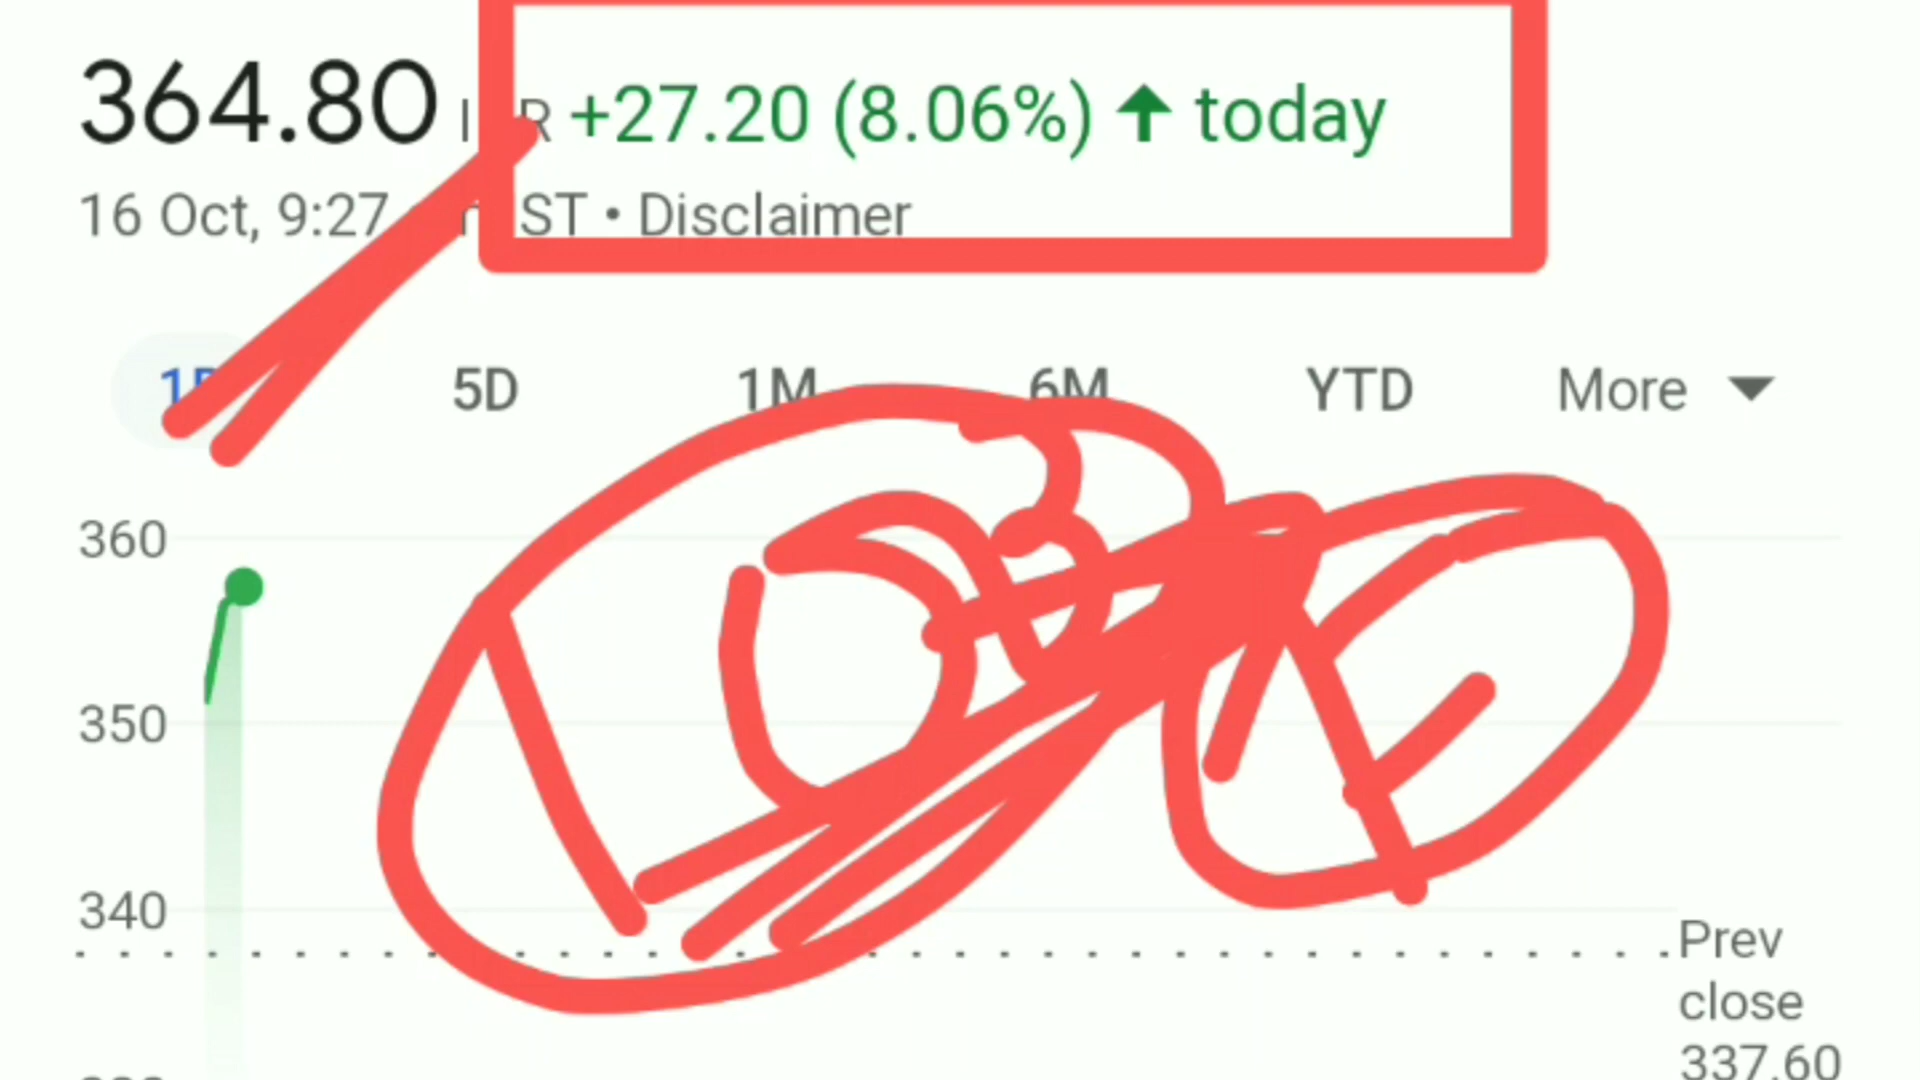 364.80 +27.20 (8.06%) ↑ today
16 Oct, 9:27 • Disclaimer
5D 1M 6M YTD More
360
350
340
Prev
close
337.60